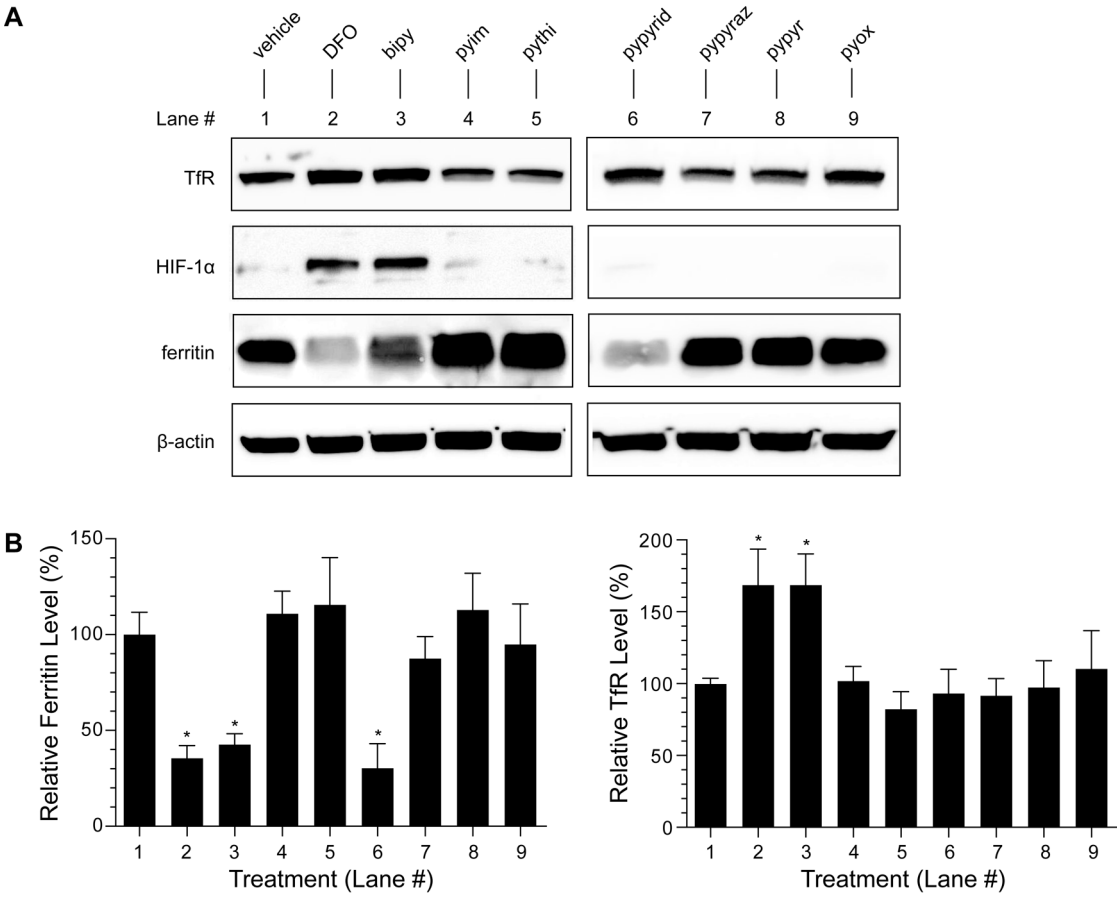 A
vehicle DFO bipy pyim pythi pypyrid pypyraz pypyr pyox
Lane # 1 2 3 4 5 6 7 8 9
TfR
HIF-1α
ferritin
β-actin
B
Relative Ferritin Level (%)
150
100
50
0
* * *
1 2 3 4 5 6 7 8 9
Treatment (Lane #)
Relative TfR Level (%)
200
150
100
50
0
* *
1 2 3 4 5 6 7 8 9
Treatment (Lane #)